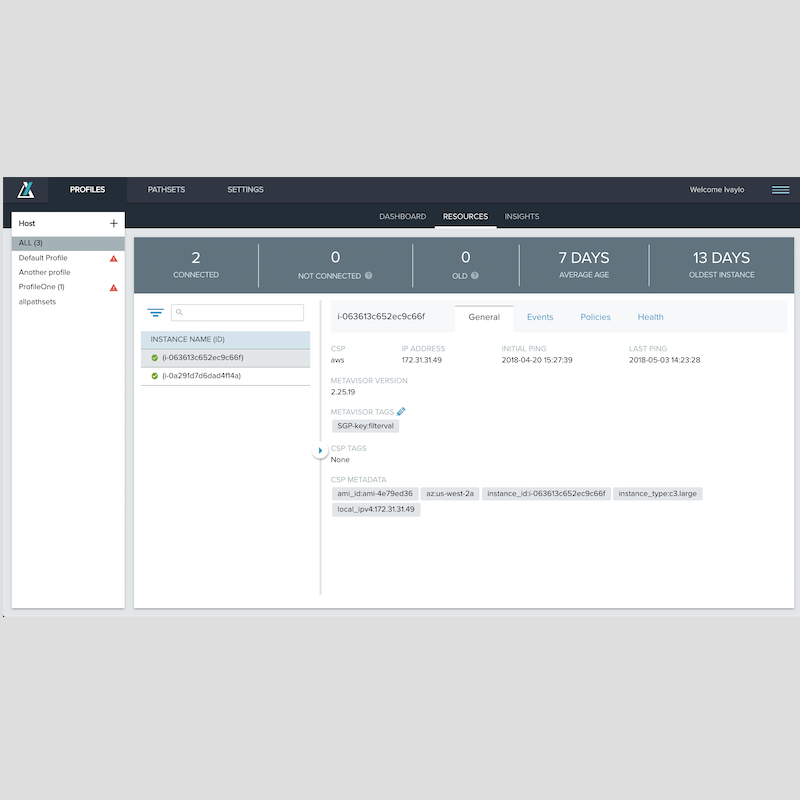 PROFILES PATHSETS SETTINGS Welcome Ivaylo
DASHBOARD RESOURCES INSIGHTS
Host +
ALL (3)
Default Profile
Another profile
ProfileOne (1)
allpathsets
2 0 0 7 DAYS 13 DAYS
CONNECTED NOT CONNECTED ? OLD ? AVERAGE AGE OLDEST INSTANCE
INSTANCE NAME (ID)
(i-063613c652ec9c66f)
(i-0a291d7d6dad4f14a)
i-063613c652ec9c66f General Events Policies Health
CSP IP ADDRESS INITIAL PING LAST PING
aws 172.31.31.49 2018-04-20 15:27:39 2018-05-03 14:23:28
METAVISOR VERSION
2.25.19
METAVISOR TAGS
SGP-key:filterval
CSP TAGS
None
CSP METADATA
ami_id:ami-4e79ed36 az:us-west-2a instance_id:i-063613c652ec9c66f instance_type:c3.large
local_ipv4:172.31.31.49